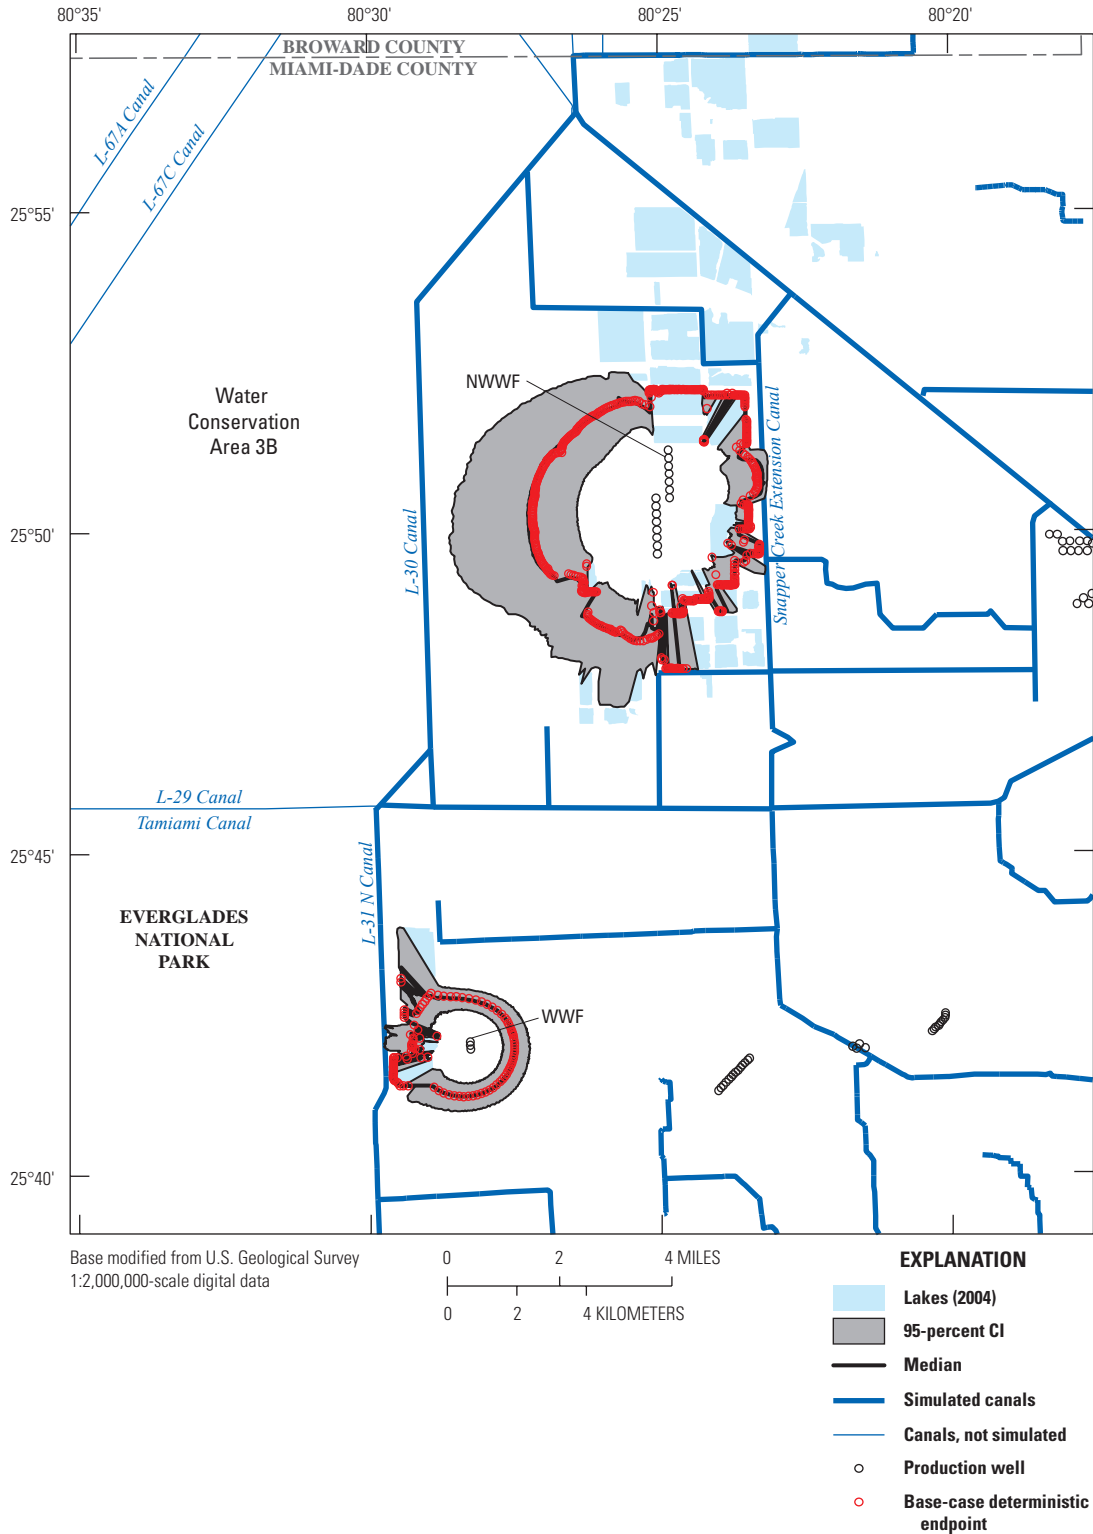 80°35'
80°30'
80°25'
80°20'
BROWARD COUNTY
MIAMI-DADE COUNTY
L-67A Canal
L-67C Canal
25°55'
NWWF
Water
Conservation
Area 3B
Snapper Creek Extension Canal
25°50'
L-30 Canal
L-29 Canal
Tamiami Canal
25°45'
L-31 N Canal
EVERGLADES
NATIONAL
PARK
WWF
25°40'
Base modified from U.S. Geological Survey
1:2,000,000-scale digital data
0 2 4 MILES
0 2 4 KILOMETERS
EXPLANATION
Lakes (2004)
95-percent CI
Median
Simulated canals
Canals, not simulated
Production well
Base-case deterministic
endpoint